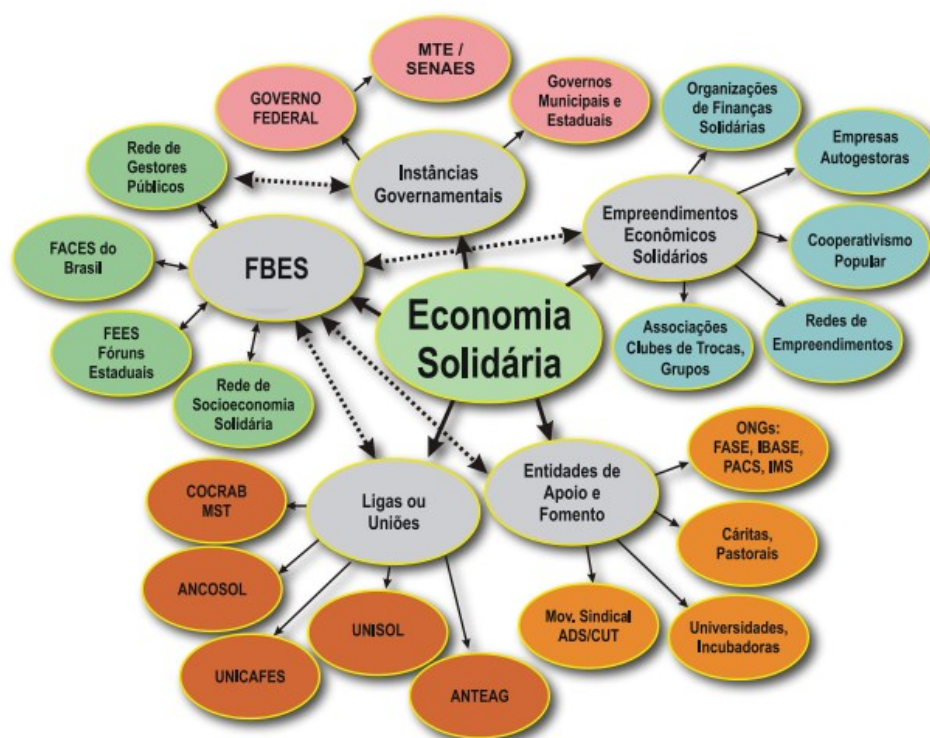 MTE /
SENAES
GOVERNO
FEDERAL
Governos
Municipais e
Estaduais
Organizações
de Finanças
Solidárias
Empresas
Autogestoras
Rede de
Gestores
Públicos
Instâncias
Governamentais
Empreendimentos
Econômicos
Solidários
FACES do
Brasil
FBES
Cooperativismo
Popular
Economia
Solidária
FEES
Fóruns
Estaduais
Associações
Clubes de Trocas,
Grupos
Redes de
Empreendimentos
Rede de
Socioeconomia
Solidária
ONGs:
FASE, IBASE,
PACS, IMS
Entidades de
Apoio e
Fomento
COCRAB
MST
Ligas ou
Uniões
Cáritas,
Pastorais
ANCOSOL
UNISOL
Mov. Sindical
ADS/CUT
Universidades,
Incubadoras
UNICAFES
ANTEAG